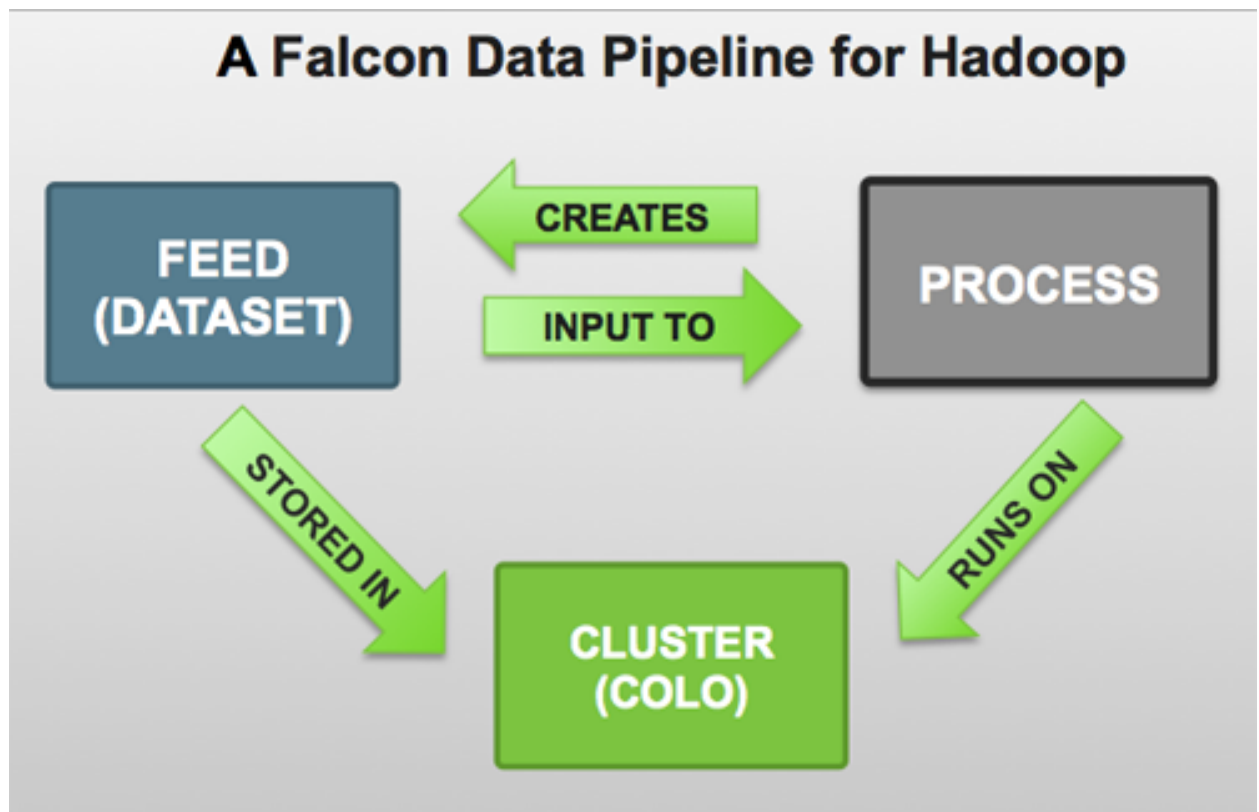 A Falcon Data Pipeline for Hadoop
FEED
(DATASET)
CREATES
INPUT TO
PROCESS
STORED IN
RUNS ON
CLUSTER
(COLO)